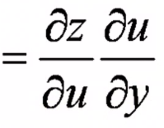 = ∂z/∂u ∂u/∂y